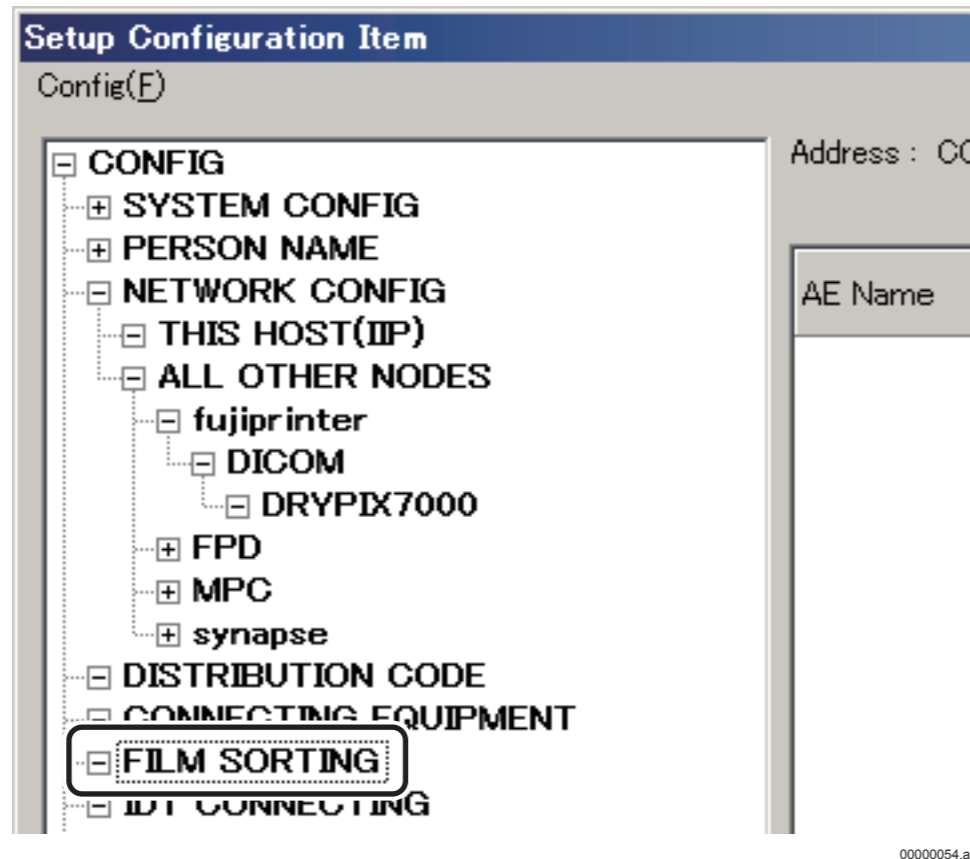 Setup Configuration Item
Config(F)
Address : CO
CONFIG
SYSTEM CONFIG
PERSON NAME
NETWORK CONFIG
THIS HOST(IIP)
ALL OTHER NODES
fujiprinter
DICOM
DRYPIX7000
FPD
MPC
synapse
DISTRIBUTION CODE
CONNECTING EQUIPMENT
FILM SORTING
IDT CONNECTING
AE Name
00000054.a